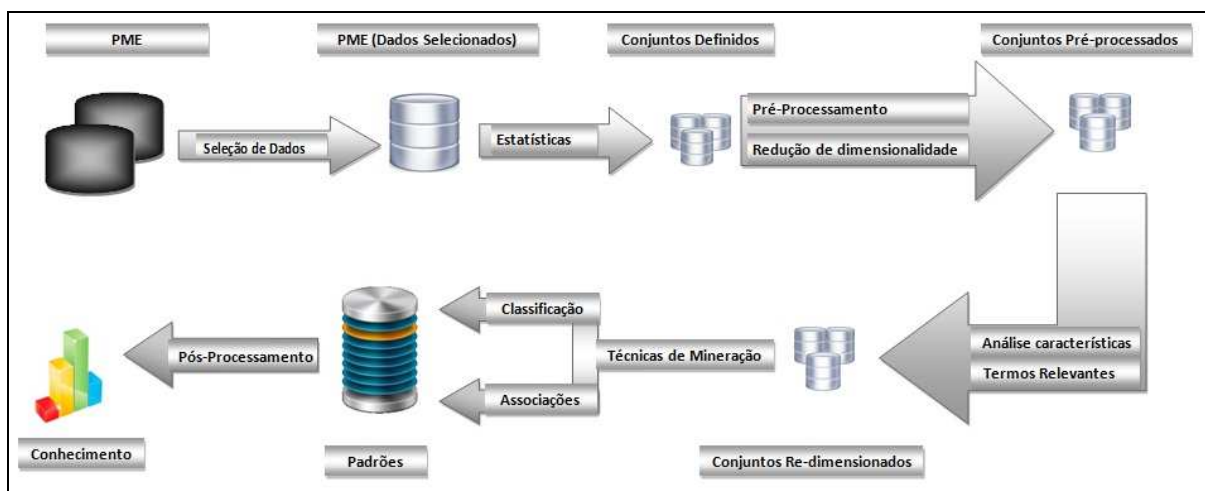 PME
PME (Dados Selecionados)
Conjuntos Definidos
Conjuntos Pré-processados
Seleção de Dados
Estatísticas
Pré-Processamento
Redução de dimensionalidade
Análise características
Termos Relevantes
Técnicas de Mineração
Classificação
Associações
Pós-Processamento
Conhecimento
Padrões
Conjuntos Re-dimensionados